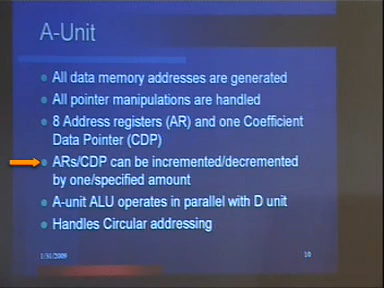 A-Unit
All data memory addresses are generated
All pointer manipulations are handled
8 Address registers (AR) and one Coefficient
Data Pointer (CDP)
ARs/CDP can be incremented/decremented
by one/specified amount
A-unit ALU operates in parallel with D unit
Handles Circular addressing
1/31/2009
10